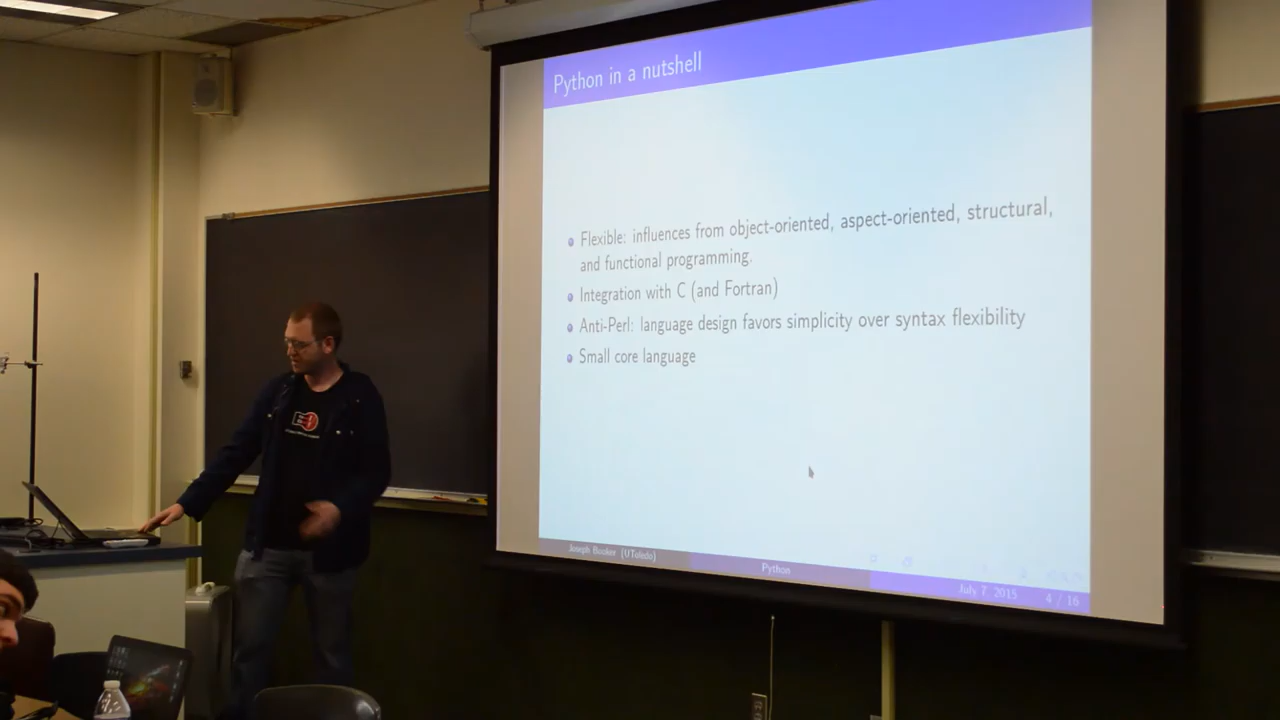 Python in a nutshell
Flexible: influences from object-oriented, aspect-oriented, structural,
and functional programming.
Integration with C (and Fortran)
Anti-Perl: language design favors simplicity over syntax flexibility
Small core language
Joseph Booker (UToledo)
Python
July 7, 2015
4 / 16